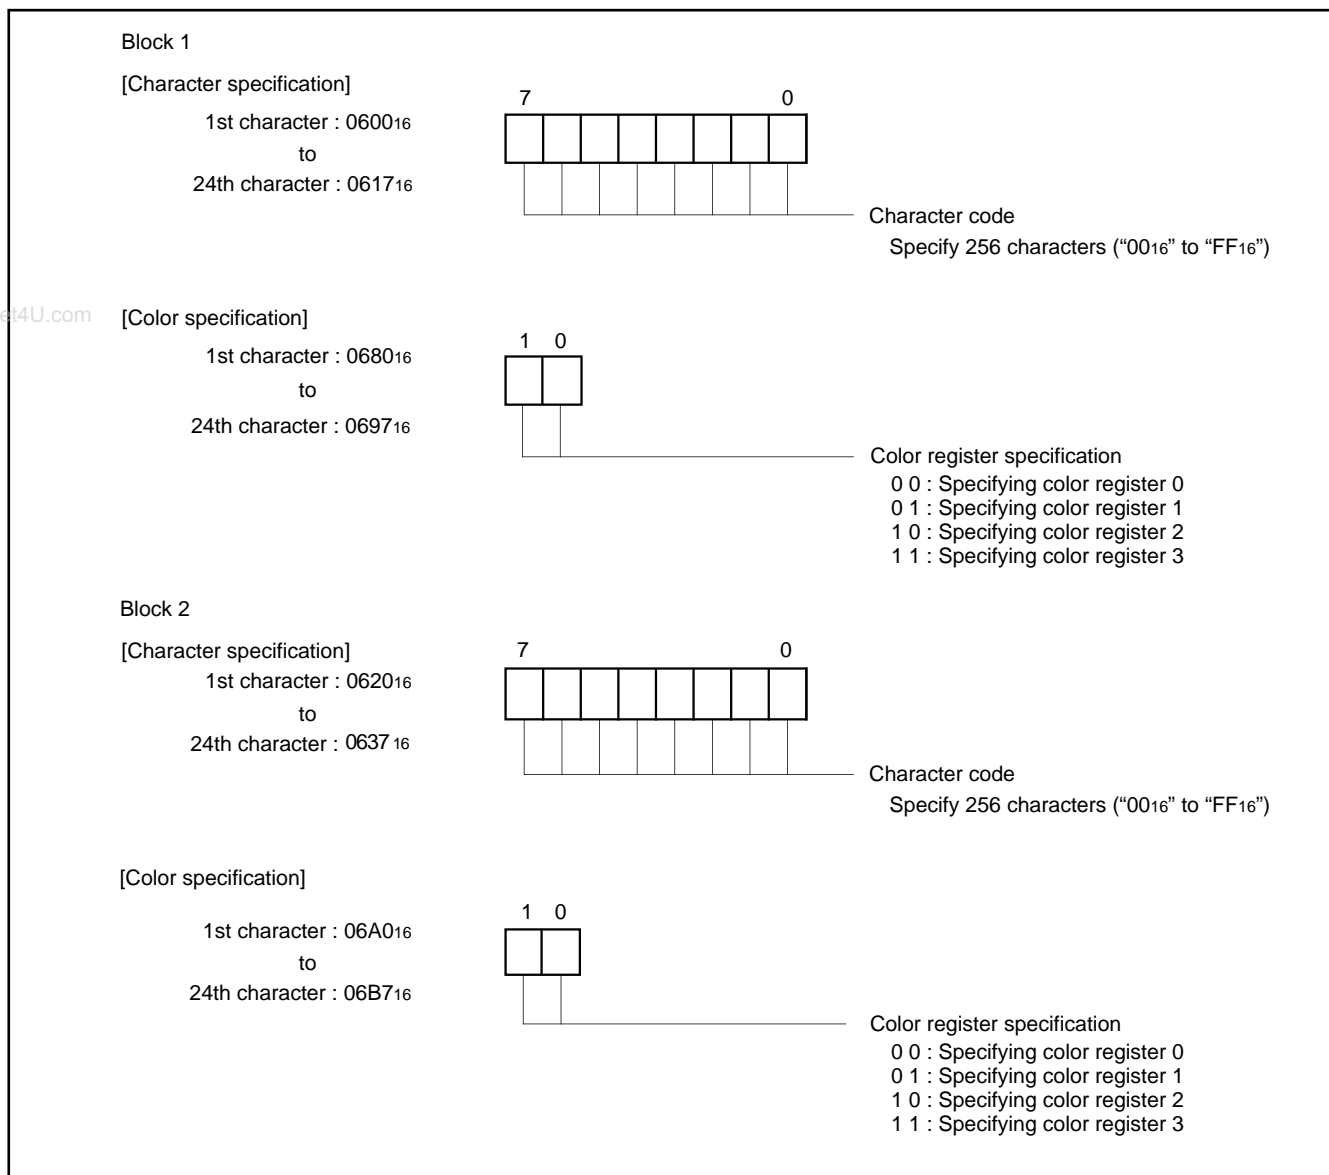 Block 1
[Character specification]
7 0
1st character : 0600₁₆
to
24th character : 0617₁₆
Character code
Specify 256 characters (“00₁₆” to “FF₁₆”)
et4U.com
[Color specification]
1 0
1st character : 0680₁₆
to
24th character : 0697₁₆
Color register specification
0 0 : Specifying color register 0
0 1 : Specifying color register 1
1 0 : Specifying color register 2
1 1 : Specifying color register 3
Block 2
[Character specification]
7 0
1st character : 0620₁₆
to
24th character : 0637₁₆
Character code
Specify 256 characters (“00₁₆” to “FF₁₆”)
[Color specification]
1 0
1st character : 06A0₁₆
to
24th character : 06B7₁₆
Color register specification
0 0 : Specifying color register 0
0 1 : Specifying color register 1
1 0 : Specifying color register 2
1 1 : Specifying color register 3